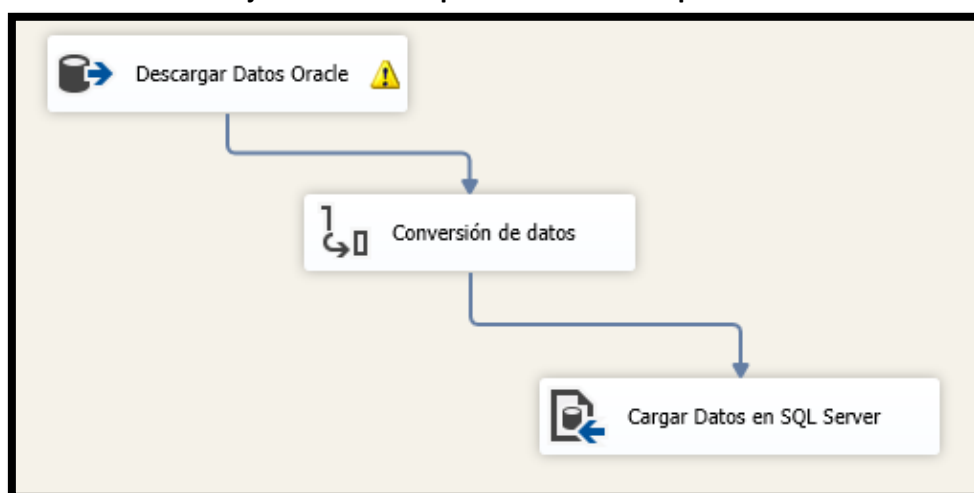 Descargar Datos Oracle
Conversión de datos
Cargar Datos en SQL Server